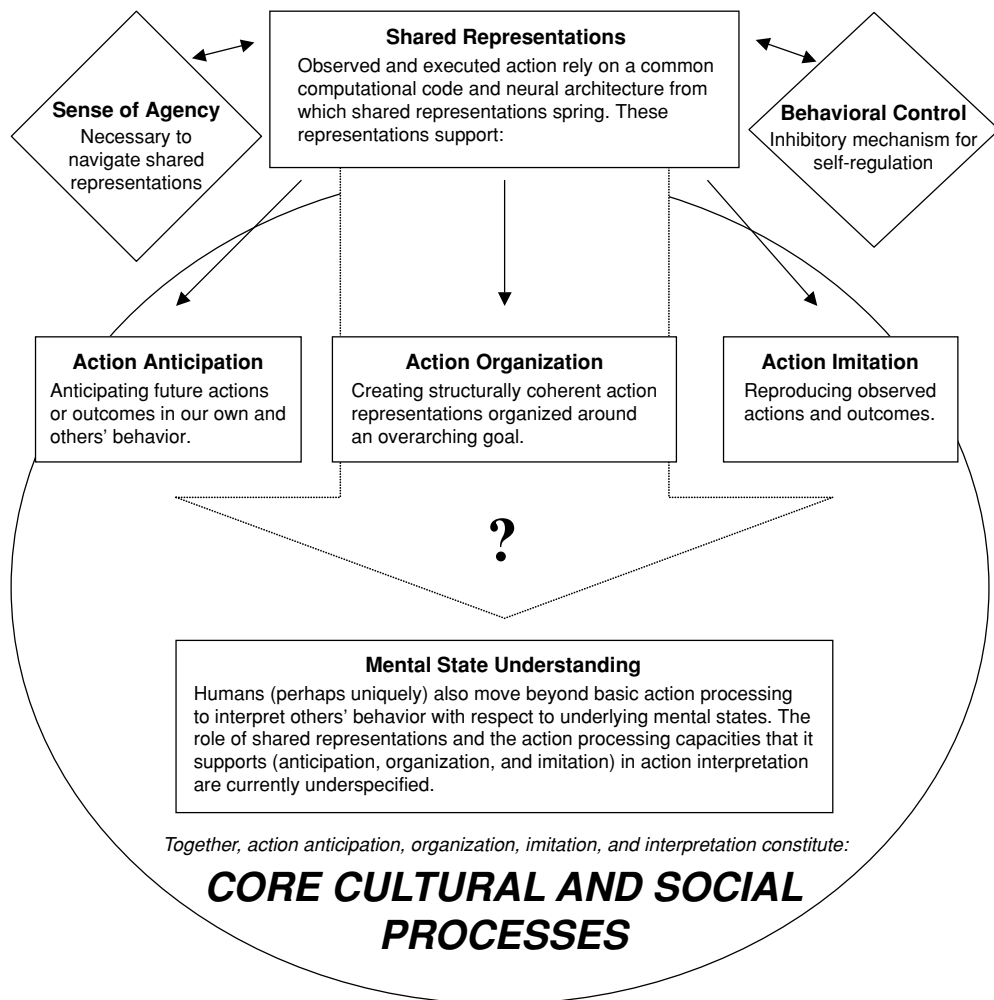 Shared Representations
Observed and executed action rely on a common
computational code and neural architecture from
which shared representations spring. These
representations support:
Sense of Agency
Necessary to
navigate shared
representations
Behavioral Control
Inhibitory mechanism for
self-regulation
Action Anticipation
Anticipating future actions
or outcomes in our own and
others’ behavior.
Action Organization
Creating structurally coherent action
representations organized around
an overarching goal.
Action Imitation
Reproducing observed
actions and outcomes.
?
Mental State Understanding
Humans (perhaps uniquely) also move beyond basic action processing
to interpret others’ behavior with respect to underlying mental states. The
role of shared representations and the action processing capacities that it
supports (anticipation, organization, and imitation) in action interpretation
are currently underspecified.
Together, action anticipation, organization, imitation, and interpretation constitute:
CORE CULTURAL AND SOCIAL
PROCESSES